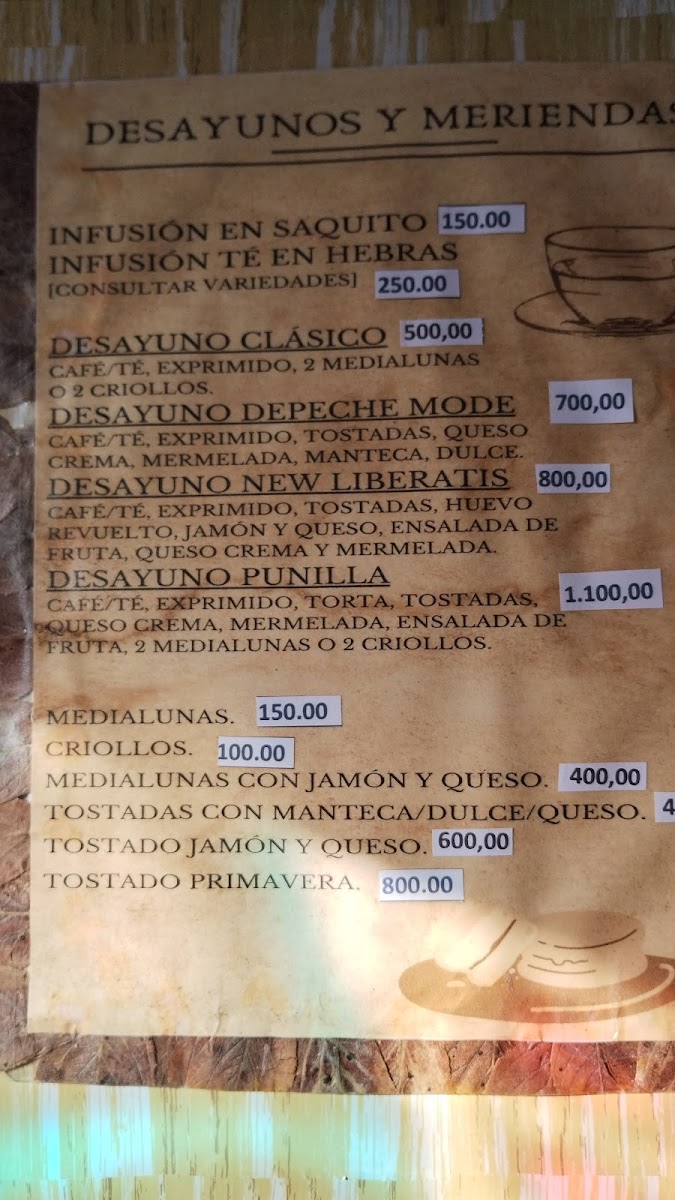 DESAYUNOS Y MERIENDAS
INFUSIÓN EN SAQUITO 150.00
INFUSIÓN TÉ EN HEBRAS
[CONSULTAR VARIEDADES] 250.00
DESAYUNO CLÁSICO 500,00
CAFÉ/TÉ, EXPRIMIDO, 2 MEDIALUNAS
O 2 CRIOLLOS.
DESAYUNO DEPECHE MODE 700,00
CAFÉ/TÉ, EXPRIMIDO, TOSTADAS, QUESO
CREMA, MERMELADA, MANTECA, DULCE.
DESAYUNO NEW LIBERATIS 800,00
CAFÉ/TÉ, EXPRIMIDO, TOSTADAS, HUEVO
REVUELTO, JAMÓN Y QUESO, ENSALADA DE
FRUTA, QUESO CREMA Y MERMELADA.
DESAYUNO PUNILLA 1.100,00
CAFÉ/TÉ, EXPRIMIDO, TORTA, TOSTADAS,
QUESO CREMA, MERMELADA, ENSALADA DE
FRUTA, 2 MEDIALUNAS O 2 CRIOLLOS.
MEDIALUNAS. 150.00
CRIOLLOS. 100.00
MEDIALUNAS CON JAMÓN Y QUESO. 400,00
TOSTADAS CON MANTECA/DULCE/QUESO. 4
TOSTADO JAMÓN Y QUESO. 600,00
TOSTADO PRIMAVERA. 800.00